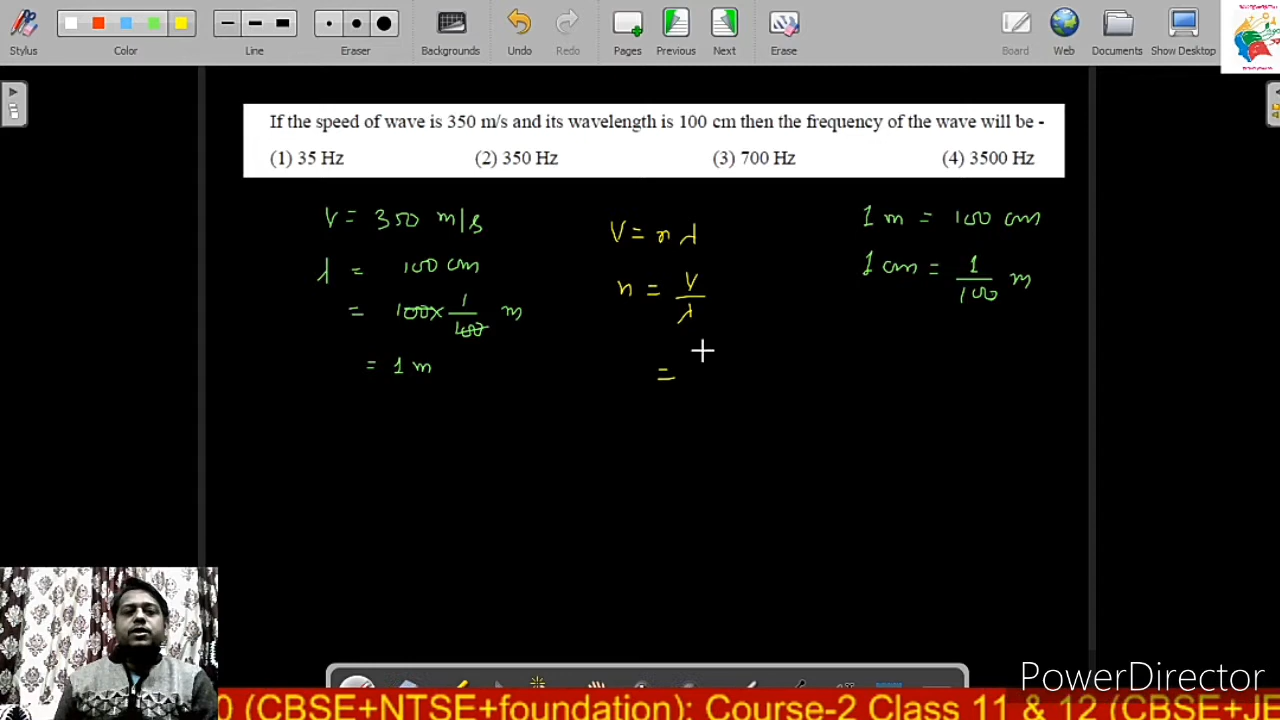 Stylus Color Line Eraser Backgrounds Undo Redo Pages Previous Next Erase Board Web Documents Show Desktop
If the speed of wave is 350 m/s and its wavelength is 100 cm then the frequency of the wave will be -
(1) 35 Hz (2) 350 Hz (3) 700 Hz (4) 3500 Hz
V = 350 m/s
λ = 100 cm
= 100 × 1/100 m
= 1 m
V = n λ
n = V/λ
=
1 m = 100 cm
1 cm = 1/100 m
PowerDirector
0 (CBSE+NTSE+foundation): Course-2 Class 11 & 12 (CBSE+JE